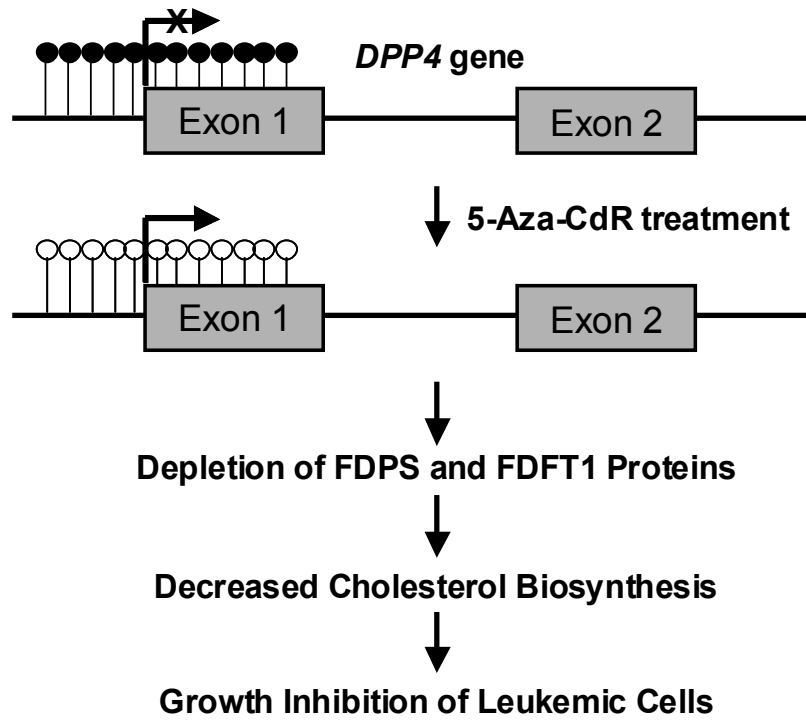 X
DPP4 gene
Exon 1
Exon 2
5-Aza-CdR treatment
Exon 1
Exon 2
Depletion of FDPS and FDFT1 Proteins
Decreased Cholesterol Biosynthesis
Growth Inhibition of Leukemic Cells